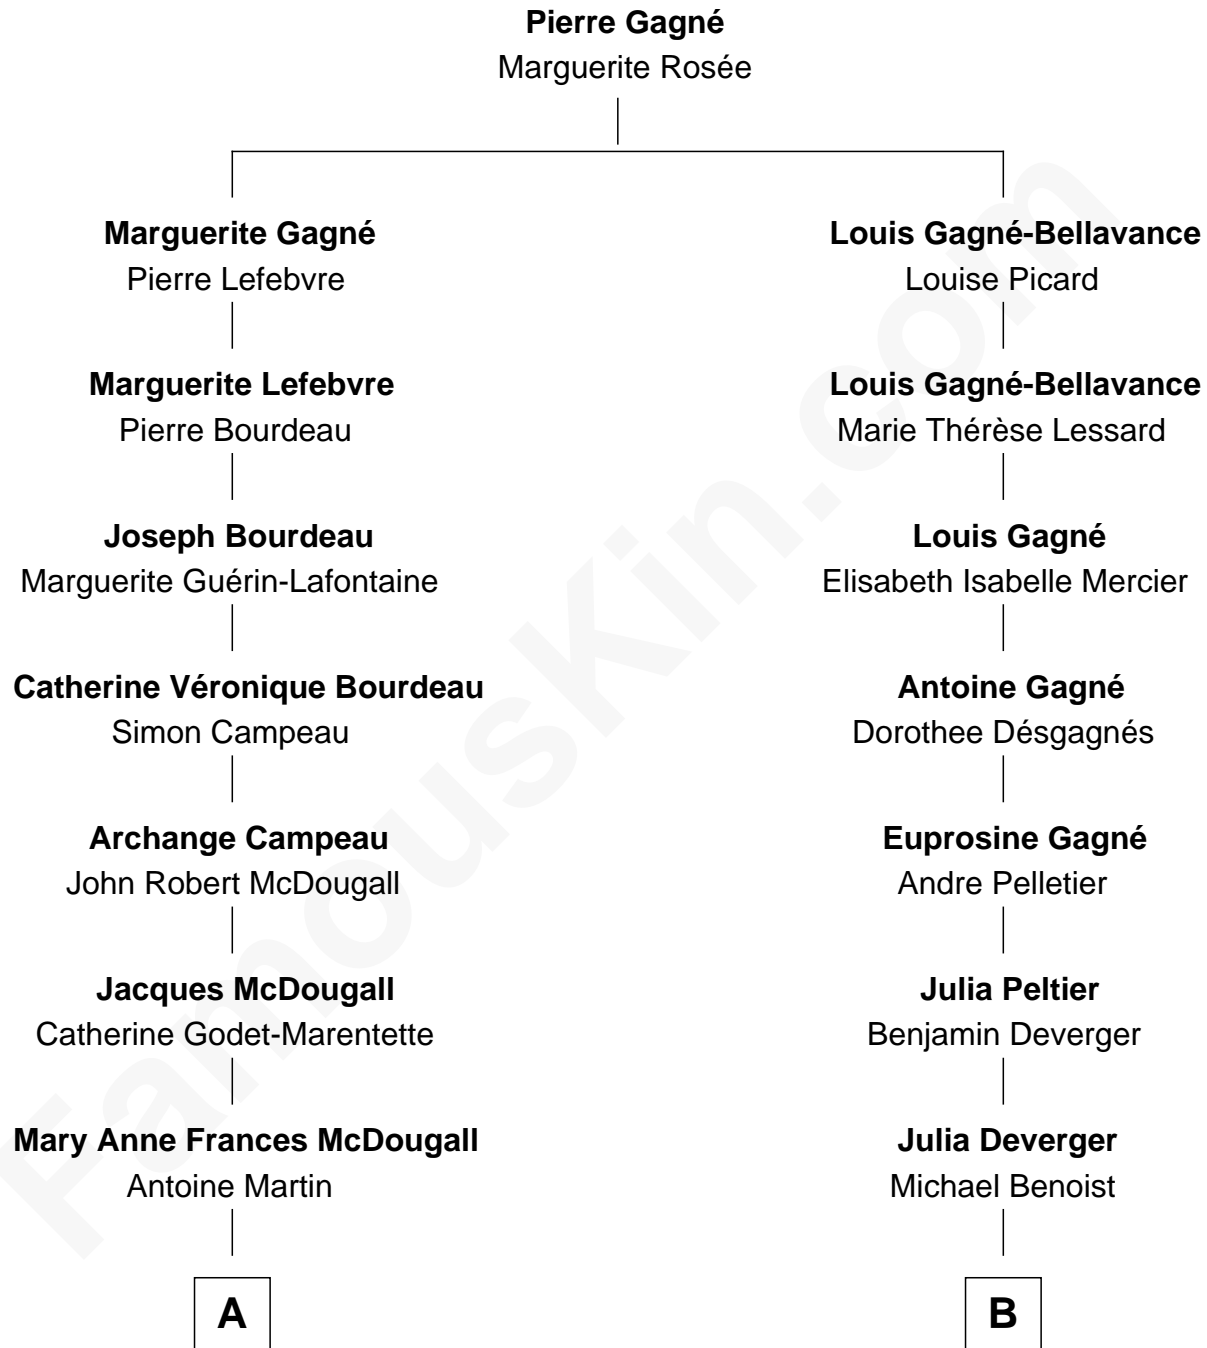 Pierre Gagné
Marguerite Rosée
Marguerite Gagné
Pierre Lefebvre
Marguerite Lefebvre
Pierre Bourdeau
Joseph Bourdeau
Marguerite Guérin-Lafontaine
Catherine Véronique Bourdeau
Simon Campeau
Archange Campeau
John Robert McDougall
Jacques McDougall
Catherine Godet-Marentette
Mary Anne Frances McDougall
Antoine Martin
A
Louis Gagné-Bellavance
Louise Picard
Louis Gagné-Bellavance
Marie Thérèse Lessard
Louis Gagné
Elisabeth Isabelle Mercier
Antoine Gagné
Dorothee Désgagnés
Euprosine Gagné
Andre Pelletier
Julia Peltier
Benjamin Deverger
Julia Deverger
Michael Benoist
B
FamousKin.com